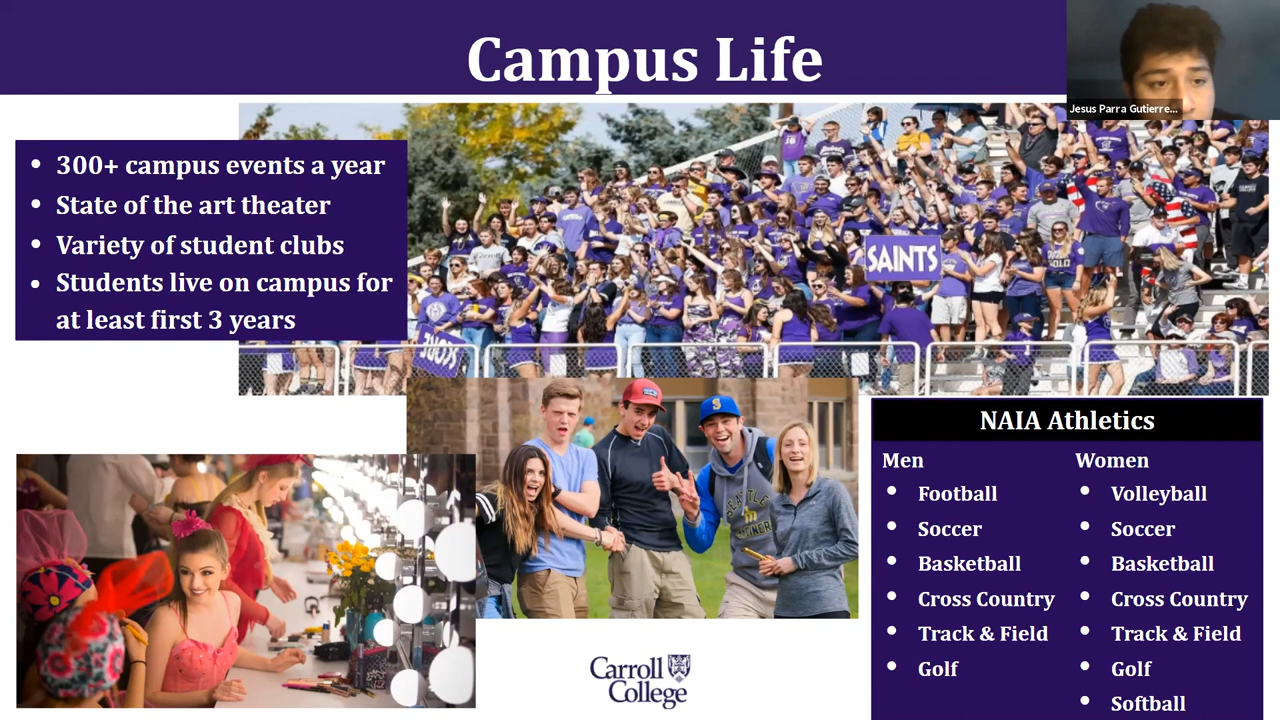 Campus Life
Jesus Parra Gutierre...
• 300+ campus events a year
• State of the art theater
• Variety of student clubs
• Students live on campus for
at least first 3 years
SAINTS
NAIA Athletics
Men
• Football
• Soccer
• Basketball
• Cross Country
• Track & Field
• Golf
Women
• Volleyball
• Soccer
• Basketball
• Cross Country
• Track & Field
• Golf
• Softball
SEATTLE
Carroll
College